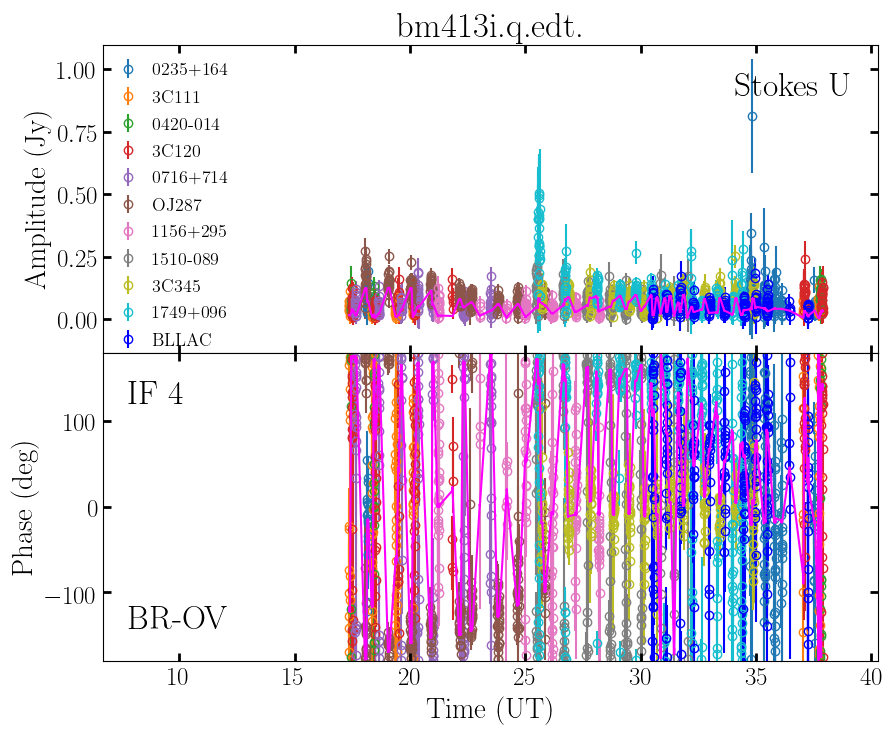 bm413i.q.edt.
Stokes U
Amplitude (Jy)
1.00
0.75
0.50
0.25
0.00
0235+164
3C111
0420-014
3C120
0716+714
OJ287
1156+295
1510-089
3C345
1749+096
BLLAC
IF 4
BR-OV
Phase (deg)
100
0
−100
10 15 20 25 30 35 40
Time (UT)